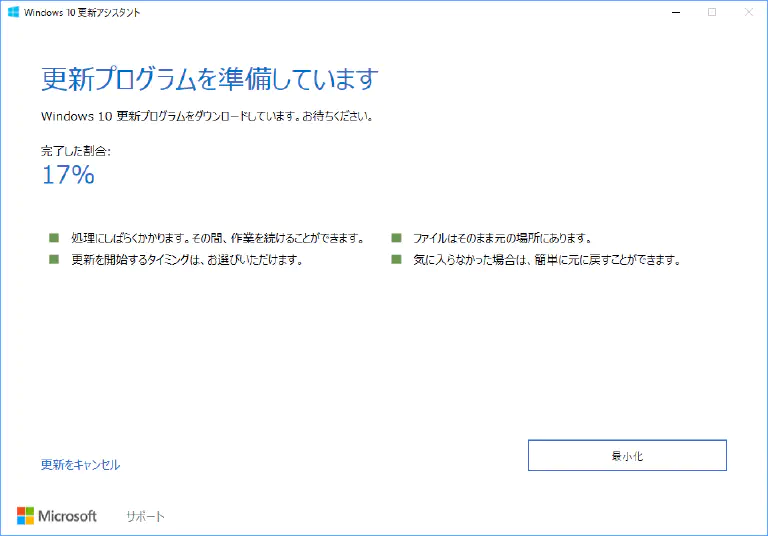 Windows 10 更新アシスタント
更新プログラムを準備しています
Windows 10 更新プログラムをダウンロードしています。お待ちください。
完了した割合:
17%
処理にしばらくかかります。その間、作業を続けることができます。
ファイルはそのまま元の場所にあります。
更新を開始するタイミングは、お選びいただけます。
気に入らなかった場合は、簡単に元に戻すことができます。
最小化
更新をキャンセル
Microsoft サポート